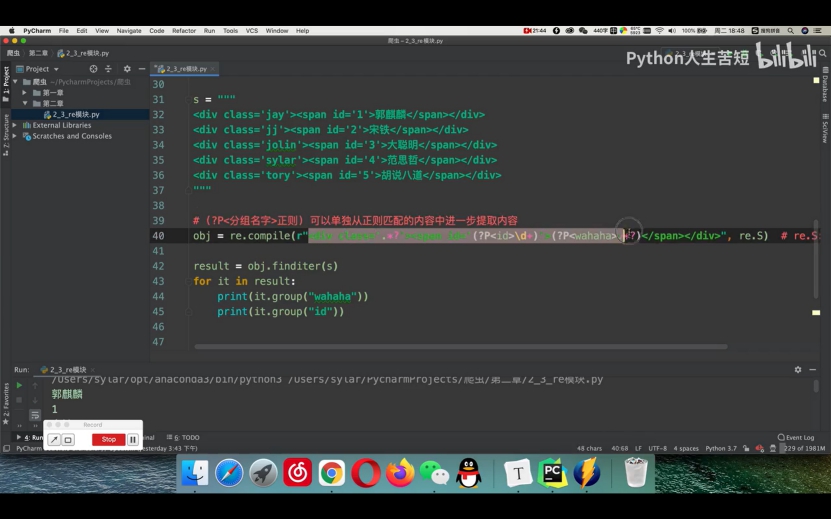 PyCharm File Edit View Navigate Code Refactor Run Tools VCS Window Help
21:44 440字 周二 18:48 搜狗拼音
爬虫 – 2_3_re模块.py
爬虫 第二章 2_3_re模块.py
Python人生苦短 bilibili
Project
2_3_re模块.py
爬虫 ~/PycharmProjects/爬虫
第一章
第二章
2_3_re模块.py
External Libraries
Scratches and Consoles
1: Project
Z: Structure
2: Favorites
Database
SciView
30
31 s = """
32 <div class='jay'><span id='1'>郭麒麟</span></div>
33 <div class='jj'><span id='2'>宋轶</span></div>
34 <div class='jolin'><span id='3'>大聪明</span></div>
35 <div class='sylar'><span id='4'>范思哲</span></div>
36 <div class='tory'><span id='5'>胡说八道</span></div>
37 """
38
39 # (?P<分组名字>正则) 可以单独从正则匹配的内容中进一步提取内容
40 obj = re.compile(r" .*? (?P<id>\d+) (?P<wahaha>.*?)</span></div>", re.S) # re.S:
41
42 result = obj.finditer(s)
43 for it in result:
44 print(it.group("wahaha"))
45 print(it.group("id"))
46
47
Run: 2_3_re模块
/Users/sylar/opt/anaconda3/bin/python3 /Users/sylar/PycharmProjects/爬虫/第二章/2_3_re模块.py
郭麒麟
1
Record
Stop
4: Run 6: TODO Event Log
PyCharm 3:43 下午) 48 chars 40:68 LF UTF-8 4 spaces Python 3.7 229 of 1981M
T PC